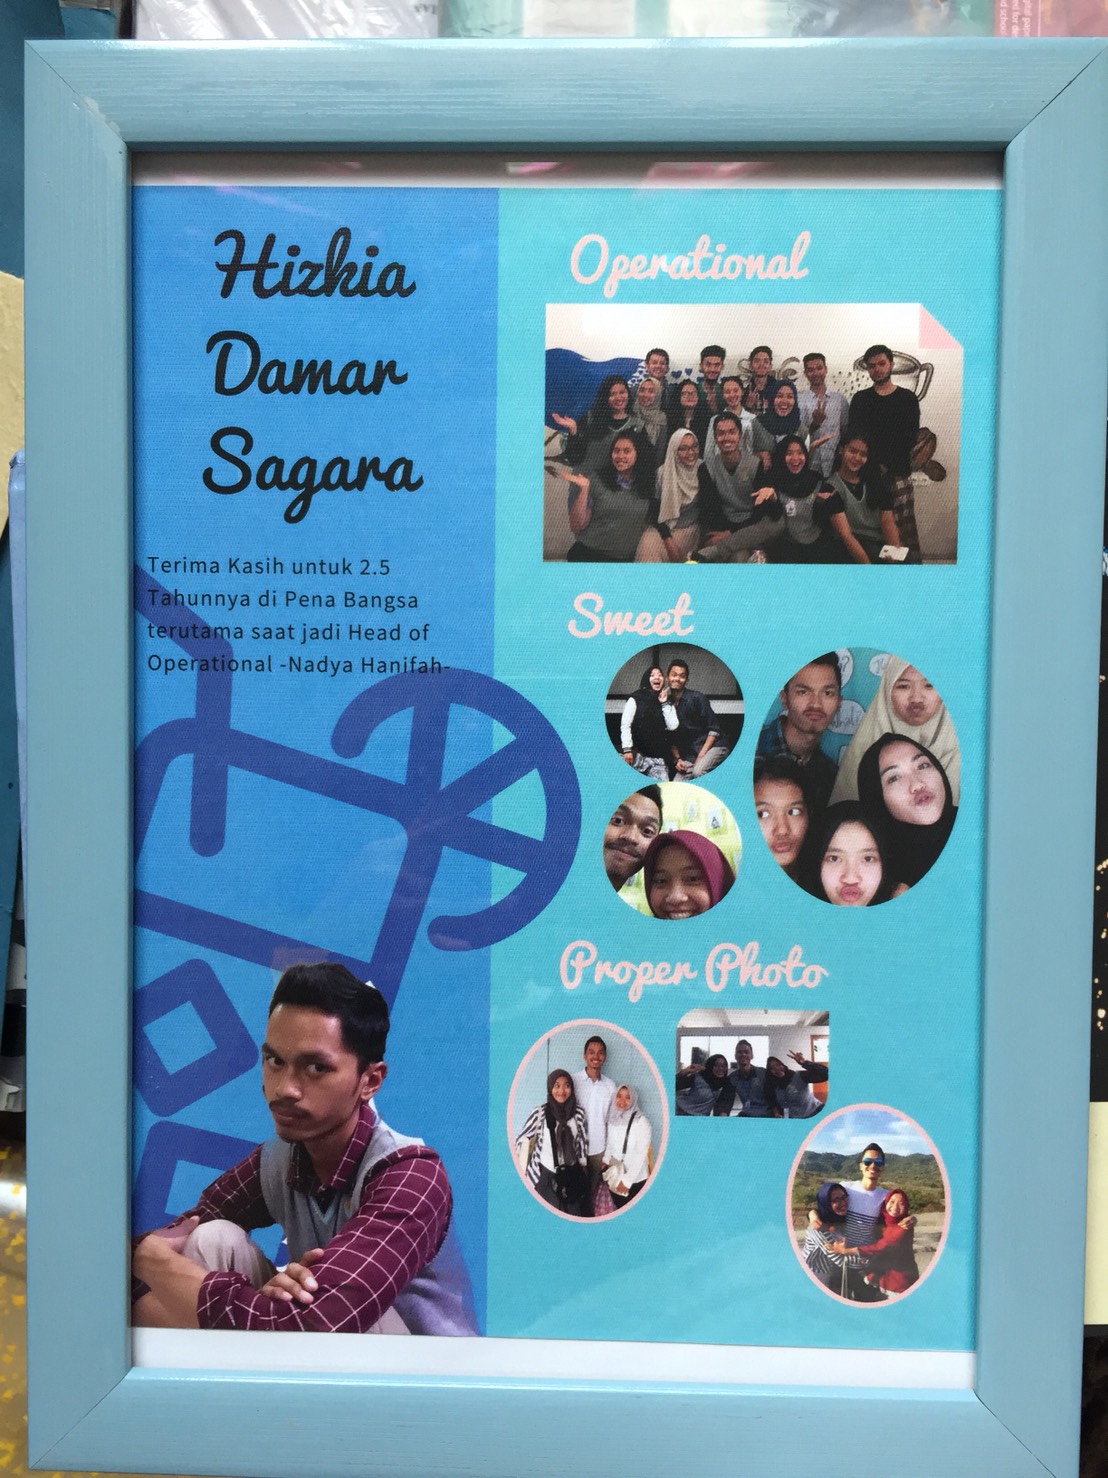 Hizkia
Damar
Sagara
Terima Kasih untuk 2.5
Tahunnya di Pena Bangsa
terutama saat jadi Head of
Operational -Nadya Hanifah-
Operational
Sweet
Proper Photo